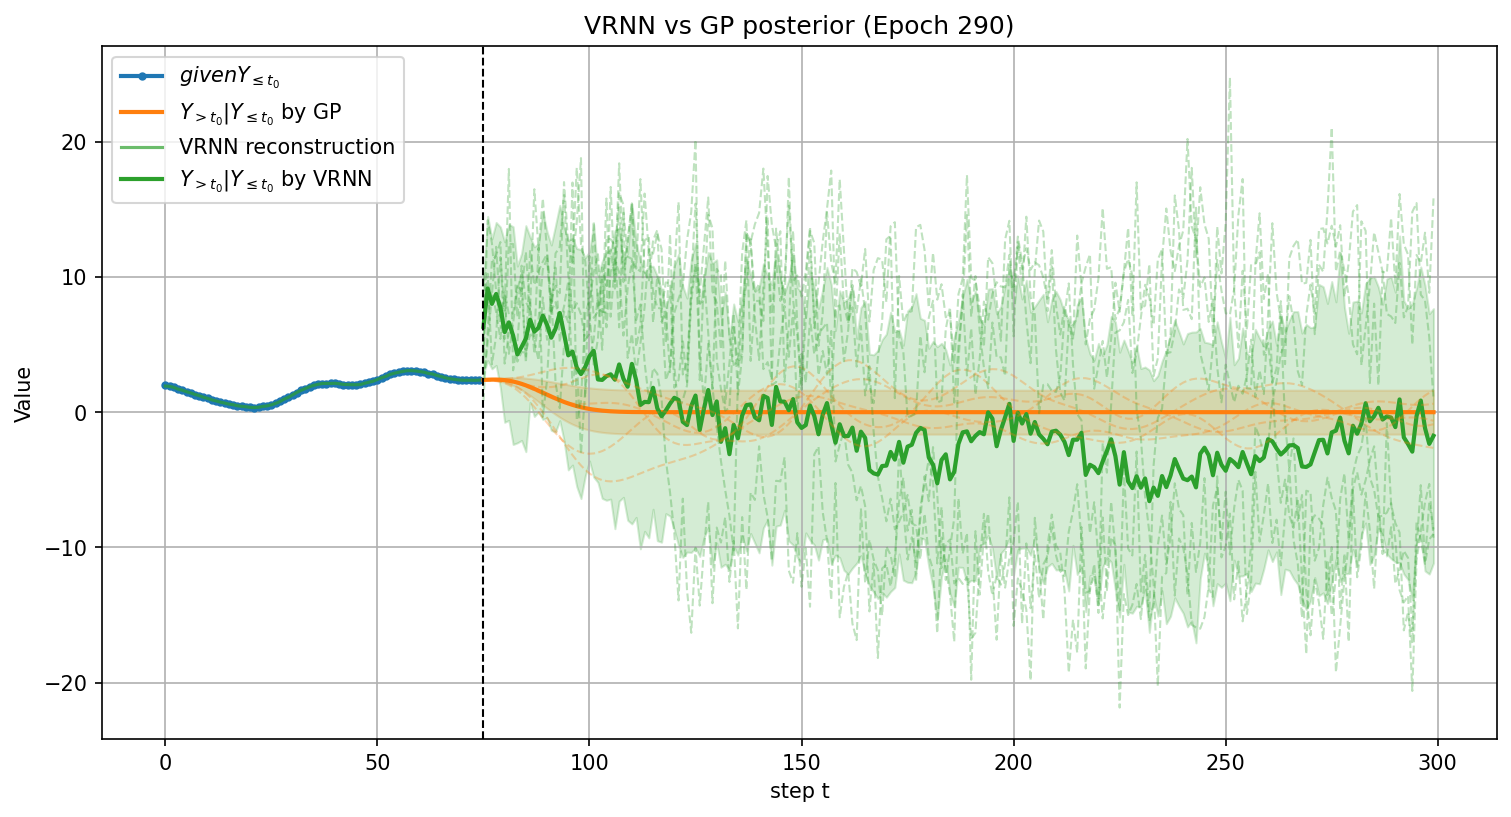 VRNN vs GP posterior (Epoch 290)
givenY≤t₀
Y>t₀|Y≤t₀ by GP
VRNN reconstruction
Y>t₀|Y≤t₀ by VRNN
Value
20
10
0
−10
−20
0 50 100 150 200 250 300
step t